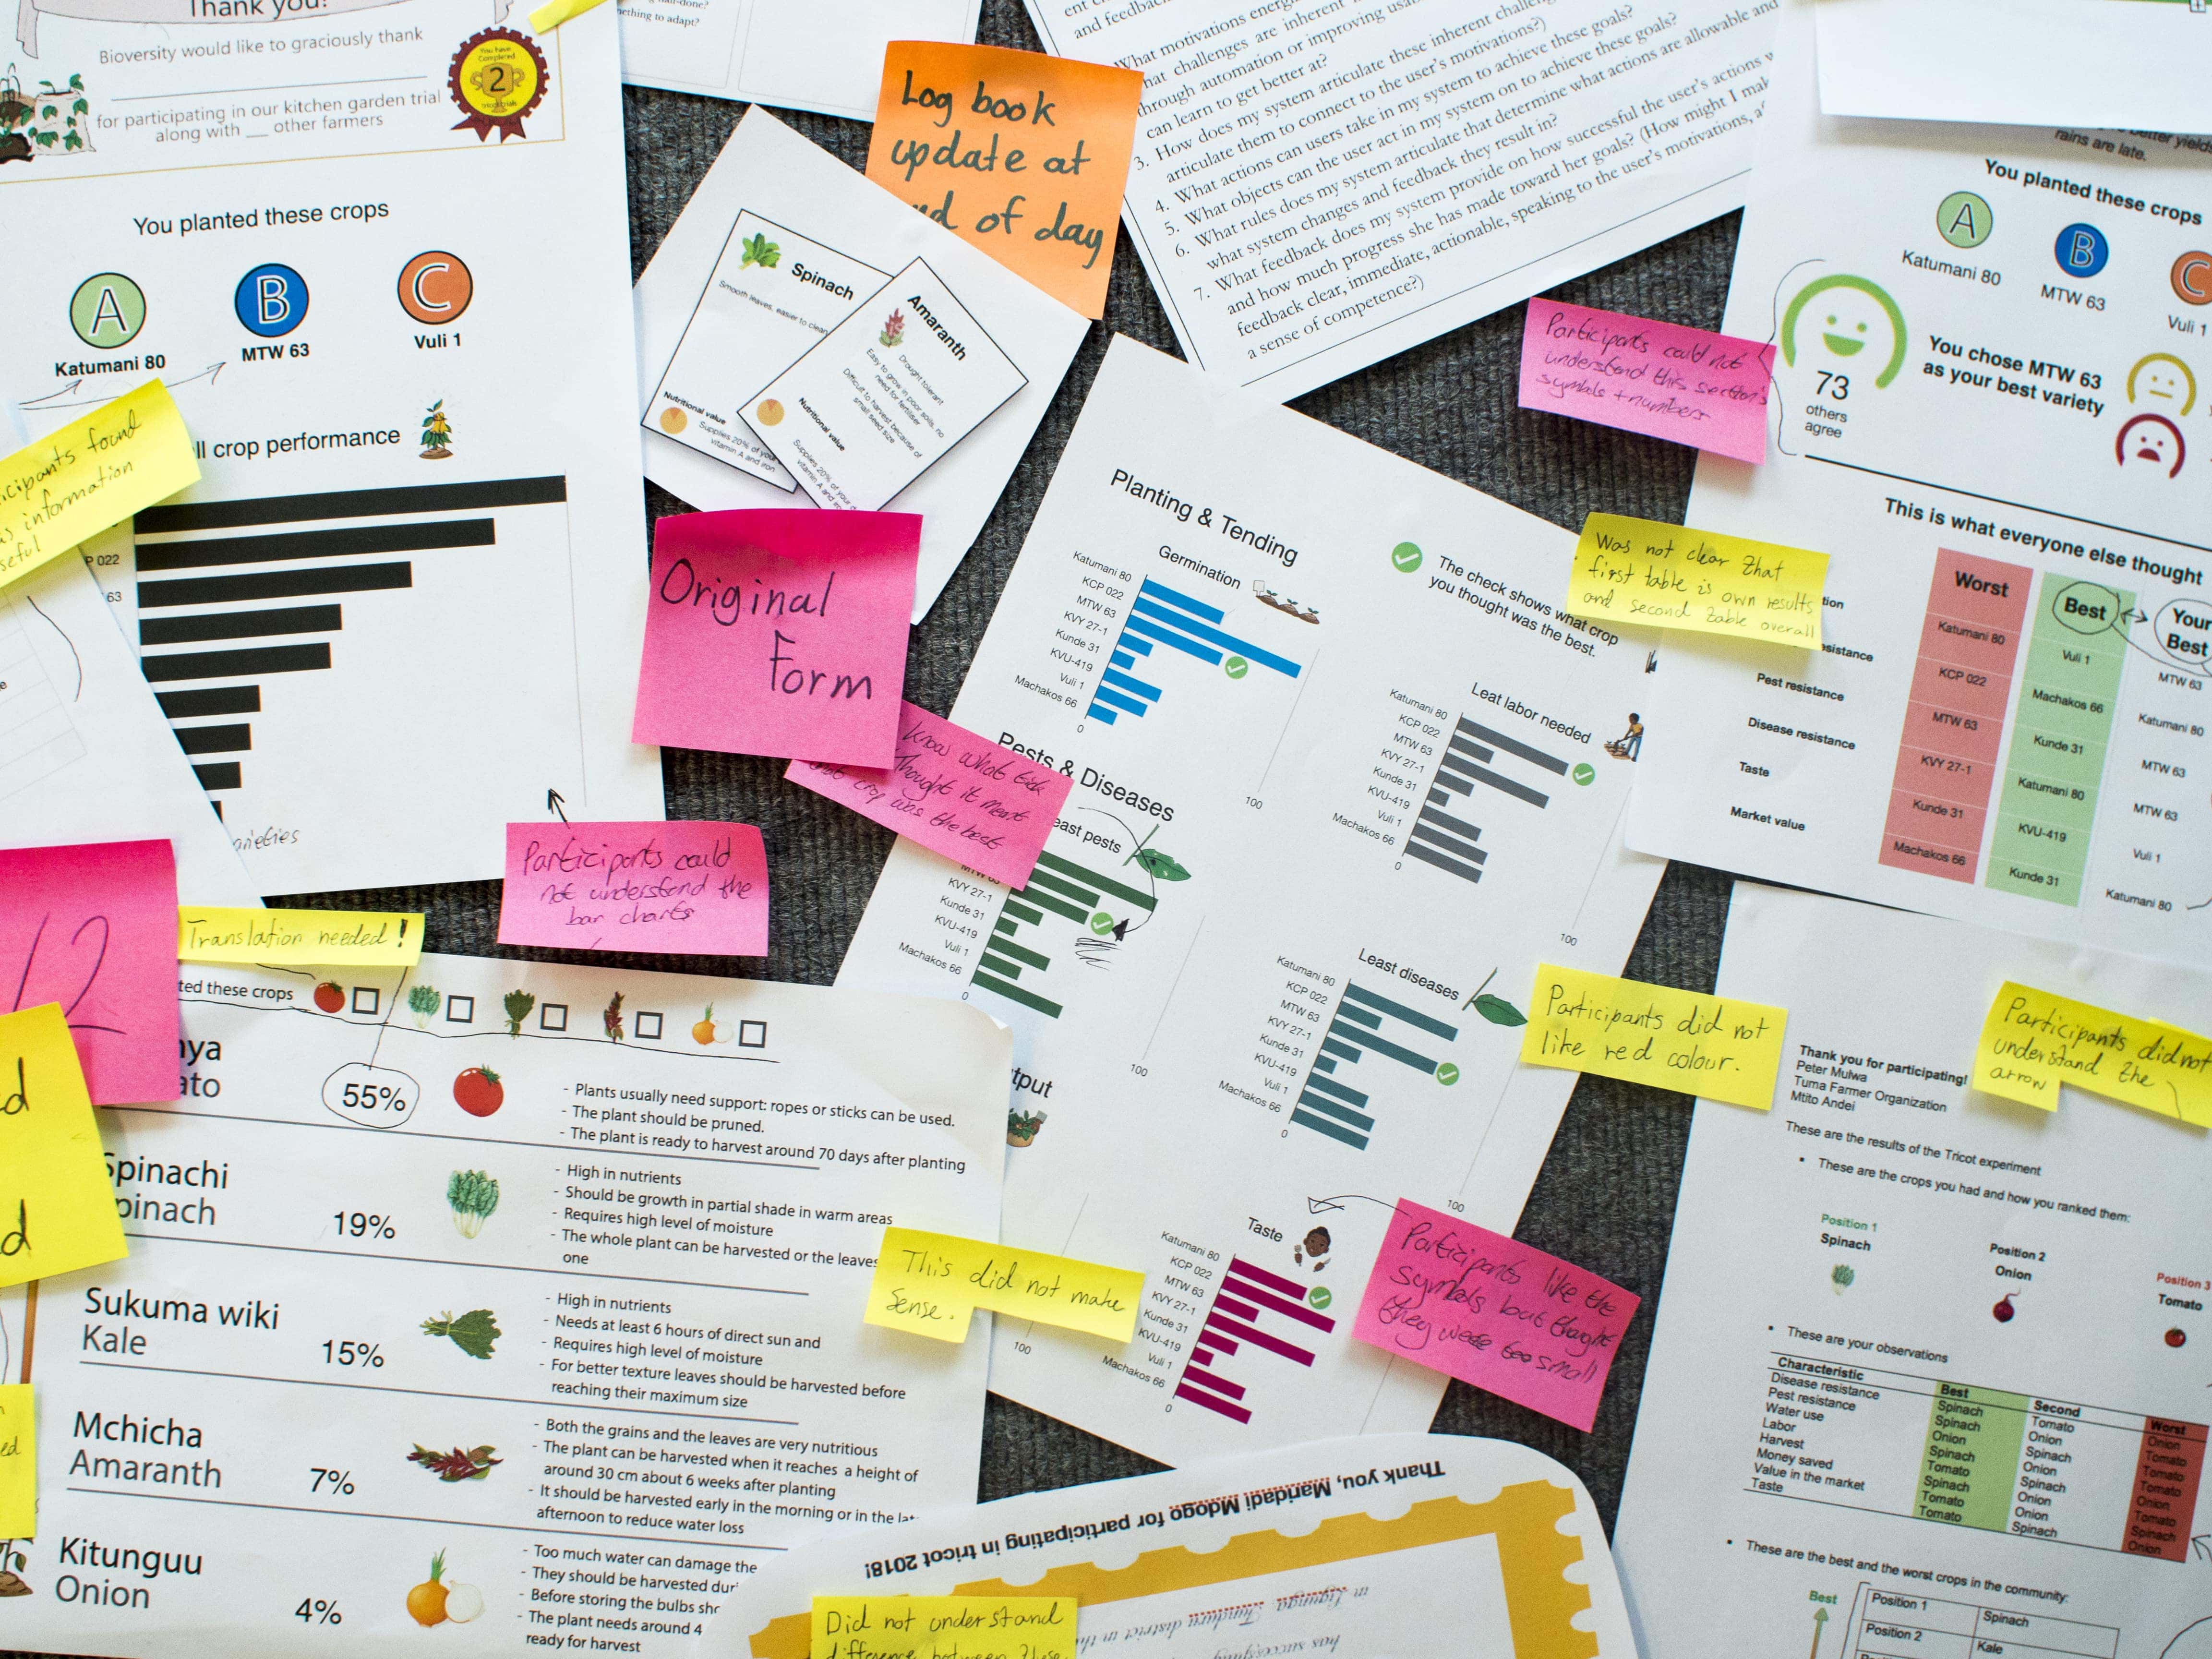 Thank you!
Bioversity would like to graciously thank
for participating in our kitchen garden trial
along with ___ other farmers
You have
Completed
2
You planted these crops
A
B
C
Katumani 80
MTW 63
Vuli 1
found
information
ll crop performance
P 022
63
Participants could
not understand the
bar charts
Log book
update at
of day
Spinach
Smooth leaves, easier to clean
Nutritional value
Supplies 20% of your
vitamin A and iron
Amaranth
Drought tolerant
Easy to grow in poor soils, no
need for fertiliser
Difficult to harvest because of
small seed size
Nutritional value
Supplies 20% of your
Original
Form
ething to adapt?
and feedback
What motivations energi
hat challenges are inherent
hrough automation or improving usa
can learn to get better at?
3. How does my system articulate these inherent challeng
articulate them to connect to the user's motivations?)
4. What actions can users take in my system to achieve these goals?
5. What objects can the user act in my system on to achieve these goals?
6. What rules does my system articulate that determine what actions are allowable and
what system changes and feedback they result in?
7. What feedback does my system provide on how successful the user's actions
and how much progress she has made toward her goals? (How might I mak
feedback clear, immediate, actionable, speaking to the user's motivations, a
a sense of competence?)
rains are late.
You planted these crops
A
B
C
Katumani 80
MTW 63
Vuli 1
73
others
agree
You chose MTW 63
as your best variety
Participants could not
understand this section's
symbols + numbers
This is what everyone else thought
Worst
Best
Your
Best
Katumani 80
Vuli 1
MTW 63
esistance
KCP 022
Machakos 66
Katumani 80
Pest resistance
MTW 63
Kunde 31
MTW 63
Disease resistance
KVY 27-1
Katumani 80
MTW 63
Taste
Kunde 31
KVU-419
Vuli 1
Market value
Machakos 66
Kunde 31
Katumani 80
Was not clear that
first table is own results
and second table overall
Planting & Tending
The check shows what crop
you thought was the best.
Germination
Katumani 80
KCP 022
MTW 63
KVY 27-1
Kunde 31
KVU-419
Vuli 1
Machakos 66
0
100
Leat labor needed
Katumani 80
KCP 022
MTW 63
KVY 27-1
Kunde 31
KVU-419
Vuli 1
Machakos 66
0
100
Pests & Diseases
know what tick
thought it meant
that crop was the best
east pests
MTW 63
KVY 27-1
Kunde 31
KVU-419
Vuli 1
Machakos 66
0
100
Least diseases
Katumani 80
KCP 022
MTW 63
KVY 27-1
Kunde 31
KVU-419
Vuli 1
Machakos 66
0
100
Participants did not
like red colour.
tput
100
Taste
Katumani 80
KCP 022
MTW 63
KVY 27-1
Kunde 31
KVU-419
Vuli 1
Machakos 66
0
Participants like the
symbols but thought
they were too small
This did not make
sense.
Translation needed!
ted these crops
nya
ato
55%
- Plants usually need support: ropes or sticks can be used.
- The plant should be pruned.
- The plant is ready to harvest around 70 days after planting
Spinachi
pinach
19%
- High in nutrients
- Should be growth in partial shade in warm areas
- Requires high level of moisture
- The whole plant can be harvested or the leaves
one
Sukuma wiki
Kale
15%
- High in nutrients
- Needs at least 6 hours of direct sun and
- Requires high level of moisture
- For better texture leaves should be harvested before
reaching their maximum size
Mchicha
Amaranth
7%
- Both the grains and the leaves are very nutritious
- The plant can be harvested when it reaches a height of
around 30 cm about 6 weeks after planting
- It should be harvested early in the morning or in the
afternoon to reduce water loss
Kitunguu
Onion
4%
- Too much water can damage the
- They should be harvested
- Before storing the bulbs
- The plant needs around 4
ready for harvest
Thank you, Maridadi Mdogo for participating in tricot 2018!
Did not understand
difference between these
Participants did not
understand the
arrow
Thank you for participating!
Peter Mulwa
Tuma Farmer Organization
Mtito Andei
These are the results of the Tricot experiment
▪ These are the crops you had and how you ranked them:
Position 1
Spinach
Position 2
Onion
Position 3
Tomato
▪ These are your observations
Characteristic Best Second Worst
Disease resistance Spinach Tomato Onion
Pest resistance Spinach Onion Tomato
Water use Onion Spinach Tomato
Labor Spinach Onion Tomato
Harvest Tomato Spinach Onion
Money saved Spinach Onion Tomato
Value in the market Tomato Onion Spinach
Taste Tomato Spinach Onion
▪ These are the best and the worst crops in the community:
Best
Position 1 Spinach
Position 2 Kale